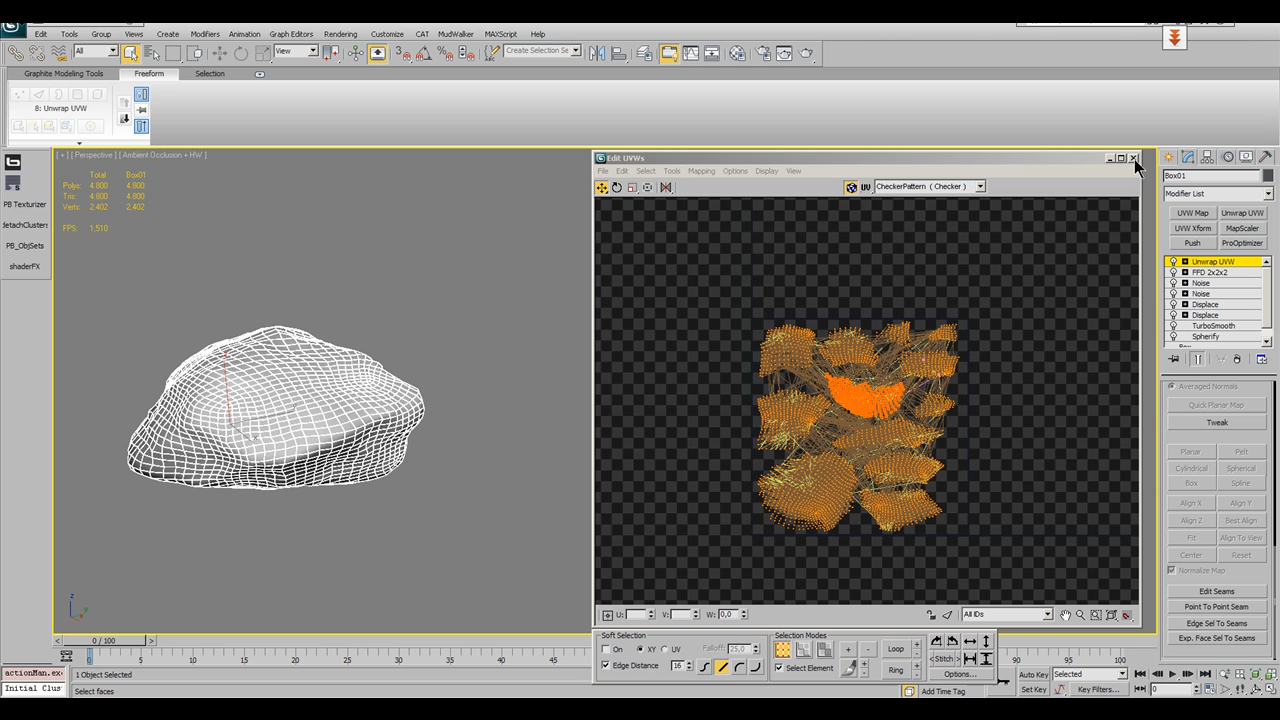 Edit Tools Group Views Create Modifiers Animation Graph Editors Rendering Customize CAT MudWalker MAXScript Help
All View Create Selection Se
Graphite Modeling Tools Freeform Selection
8: Unwrap UVW
[ + ] [ Perspective ] [ Ambient Occlusion + HW ]
Total Box01
Polys: 4.800 4.800
Tris: 4.800 4.800
Verts: 2.402 2.402
FPS: 1,510
PB Texturizer
detachClusters
PB_ObjSets
shaderFX
Edit UVWs
File Edit Select Tools Mapping Options Display View
UV CheckerPattern ( Checker )
U: V: W: 0,0 All IDs
Soft Selection
On XY UV Falloff: 25,0
Edge Distance 16
Selection Modes
+ - Loop
Select Element + - Ring
Stitch
Options...
Box01
Modifier List
UVW Map Unwrap UVW
UVW Xform MapScaler
Push ProOptimizer
Unwrap UVW
FFD 2x2x2
Noise
Noise
Displace
Displace
TurboSmooth
Spherify
Averaged Normals
Quick Planar Map
Tweak
Planar Pelt
Cylindrical Spherical
Box Spline
Align X Align Y
Align Z Best Align
Fit Align To View
Center Reset
Normalize Map
Edit Seams
Point To Point Seam
Edge Sel To Seams
Exp. Face Sel To Seams
z
y
0 / 100
0 5 10 15 20 25 30 35 40 45 50 90 95 100
actionMan.ex
Initial Clus
1 Object Selected
Select faces
Add Time Tag
Auto Key Selected
Set Key Key Filters... 0